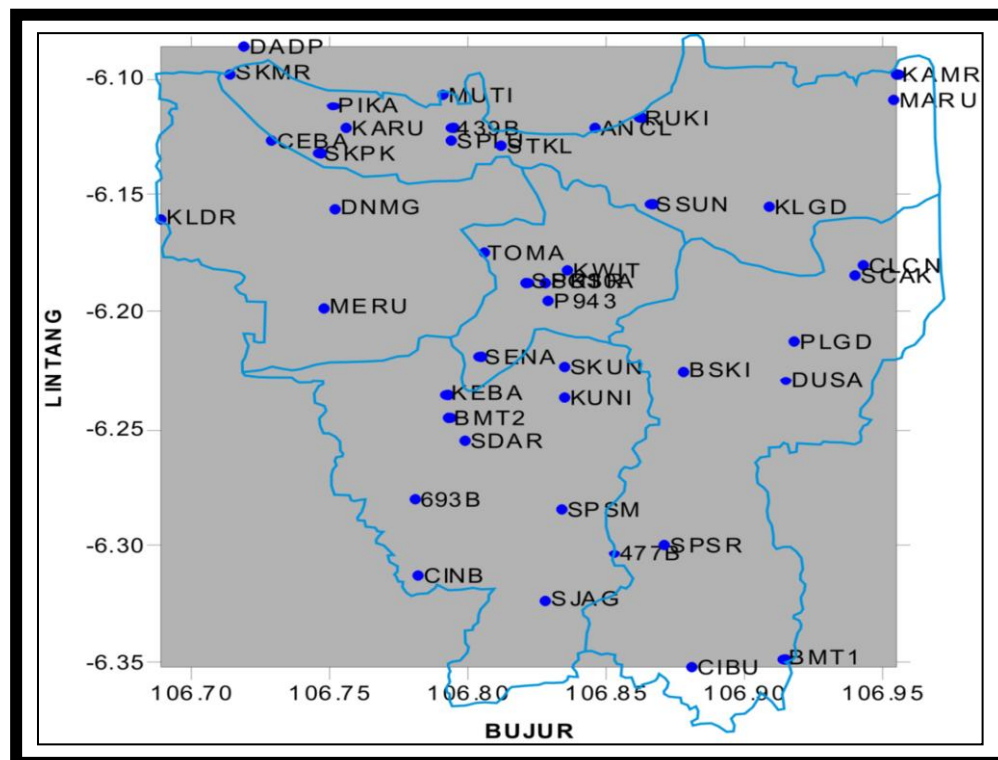 DADP
-6.10
SKMR
KAMR
MUTI
MARU
PIKA
RUKI
KARU
439B
ANCL
CEBA
SPLU
STKL
SKPK
-6.15
DNMG
SSUN
KLGD
KLDR
TOMA
KWIT
CLCN
SCAK
P943
-6.20
MERU
PLGD
SENA
SKUN
BSKI
DUSA
LINTANG
KEBA
KUNI
BMT2
-6.25
SDAR
693B
SPSM
-6.30
477B
SPSR
CINB
SJAG
-6.35
CIBU
BMT1
106.70 106.75 106.80 106.85 106.90 106.95
BUJUR